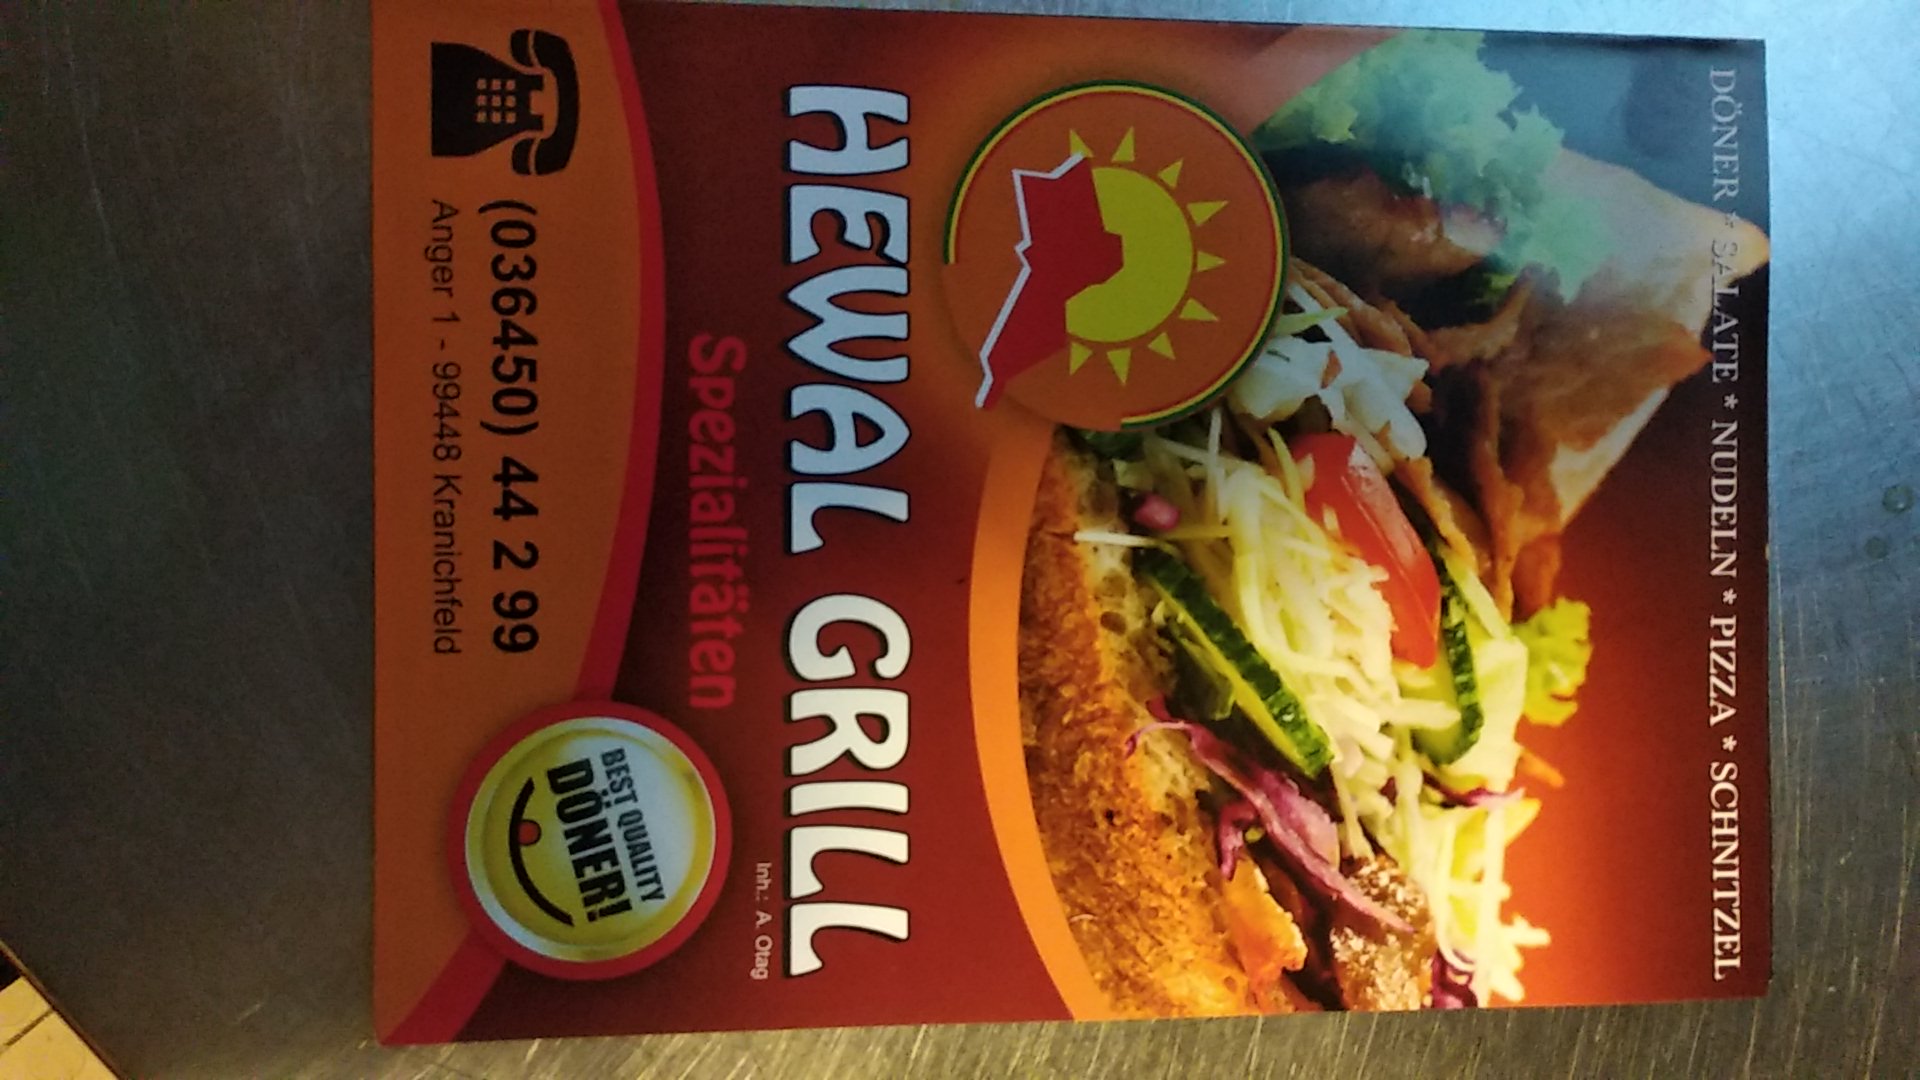 DÖNER * SALATE * NUDELN * PIZZA * SCHNITZEL
HEWAL GRILL
Inh.: A. Otag
Spezialitäten
BEST QUALITY
DÖNER!
(036450) 44 2 99
Anger 1 - 99448 Kranichfeld